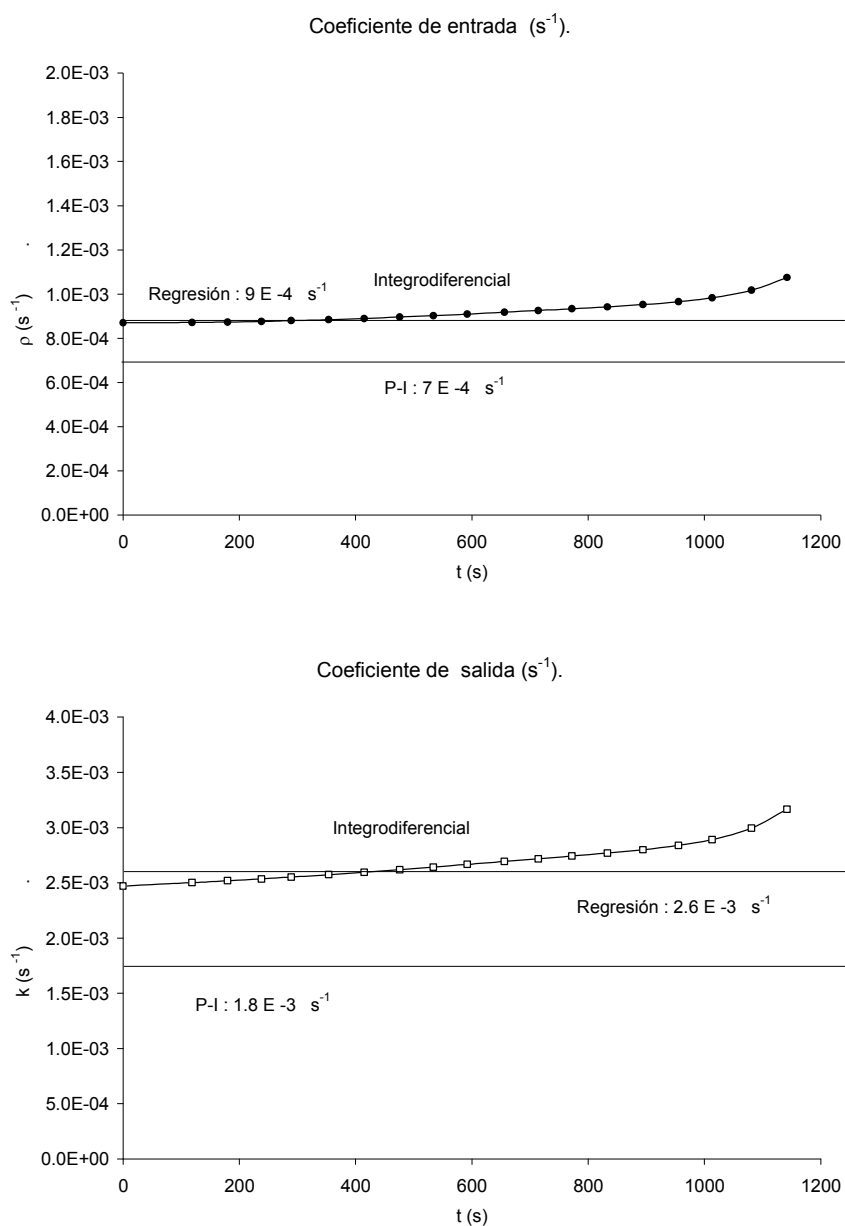 Coeficiente de entrada (s-1).
2.0E-03
1.8E-03
1.6E-03
1.4E-03
1.2E-03
1.0E-03
8.0E-04
6.0E-04
4.0E-04
2.0E-04
0.0E+00
ρ (s-1)
Regresión : 9 E -4 s-1
Integrodiferencial
P-I : 7 E -4 s-1
0 200 400 600 800 1000 1200
t (s)
Coeficiente de salida (s-1).
4.0E-03
3.5E-03
3.0E-03
2.5E-03
2.0E-03
1.5E-03
1.0E-03
5.0E-04
0.0E+00
k (s-1)
Integrodiferencial
Regresión : 2.6 E -3 s-1
P-I : 1.8 E -3 s-1
0 200 400 600 800 1000 1200
t (s)